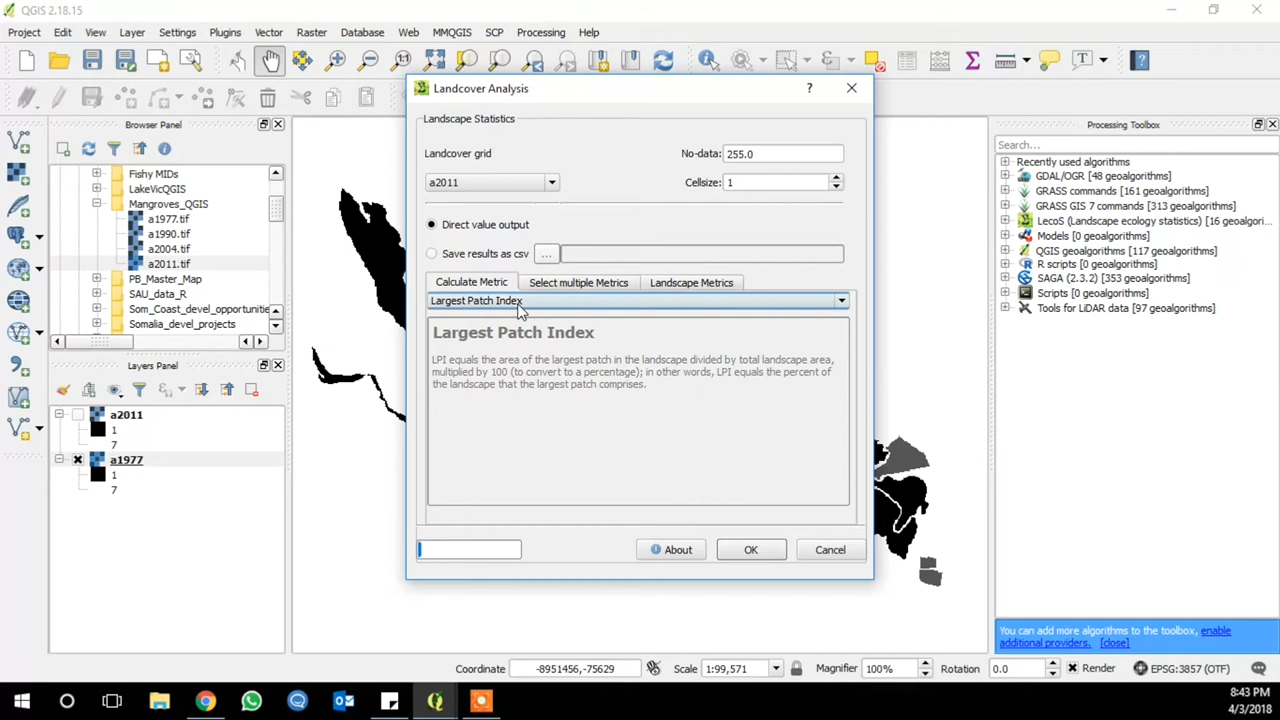 QGIS 2.18.15
Project Edit View Layer Settings Plugins Vector Raster Database Web MMQGIS SCP Processing Help
Browser Panel
Fishy MIDs
LakeVicQGIS
Mangroves_QGIS
a1977.tif
a1990.tif
a2004.tif
a2011.tif
PB_Master_Map
SAU_data_R
Som_Coast_devel_opportunitie
Somalia_devel_projects
Layers Panel
a2011
1
7
a1977
1
7
Landcover Analysis
?
Landscape Statistics
Landcover grid
No-data: 255.0
a2011
Cellsize: 1
Direct value output
Save results as csv ...
Calculate Metric Select multiple Metrics Landscape Metrics
Largest Patch Index
Largest Patch Index
LPI equals the area of the largest patch in the landscape divided by total landscape area,
multiplied by 100 (to convert to a percentage); in other words, LPI equals the percent of
the landscape that the largest patch comprises.
About OK Cancel
Processing Toolbox
Search...
Recently used algorithms
GDAL/OGR [48 geoalgorithms]
GRASS commands [161 geoalgorithms]
GRASS GIS 7 commands [313 geoalgorithms]
LecoS (Landscape ecology statistics) [16 geoalgori...
Models [0 geoalgorithms]
QGIS geoalgorithms [117 geoalgorithms]
R scripts [0 geoalgorithms]
SAGA (2.3.2) [353 geoalgorithms]
Scripts [0 geoalgorithms]
Tools for LiDAR data [97 geoalgorithms]
You can add more algorithms to the toolbox, enable
additional providers. [close]
Coordinate -8951456,-75629 Scale 1:99,571 Magnifier 100% Rotation 0.0 Render EPSG:3857 (OTF)
8:43 PM
4/3/2018